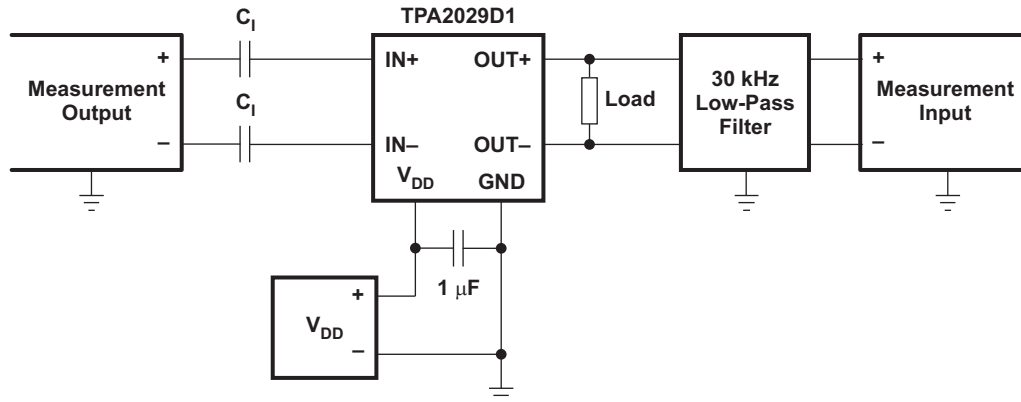 TPA2029D1
C_I
+
IN+
OUT+
+
Measurement
Output
C_I
Load
30 kHz
Low-Pass
Filter
Measurement
Input
–
IN–
OUT–
–
V_DD
GND
1 μF
+
V_DD
–